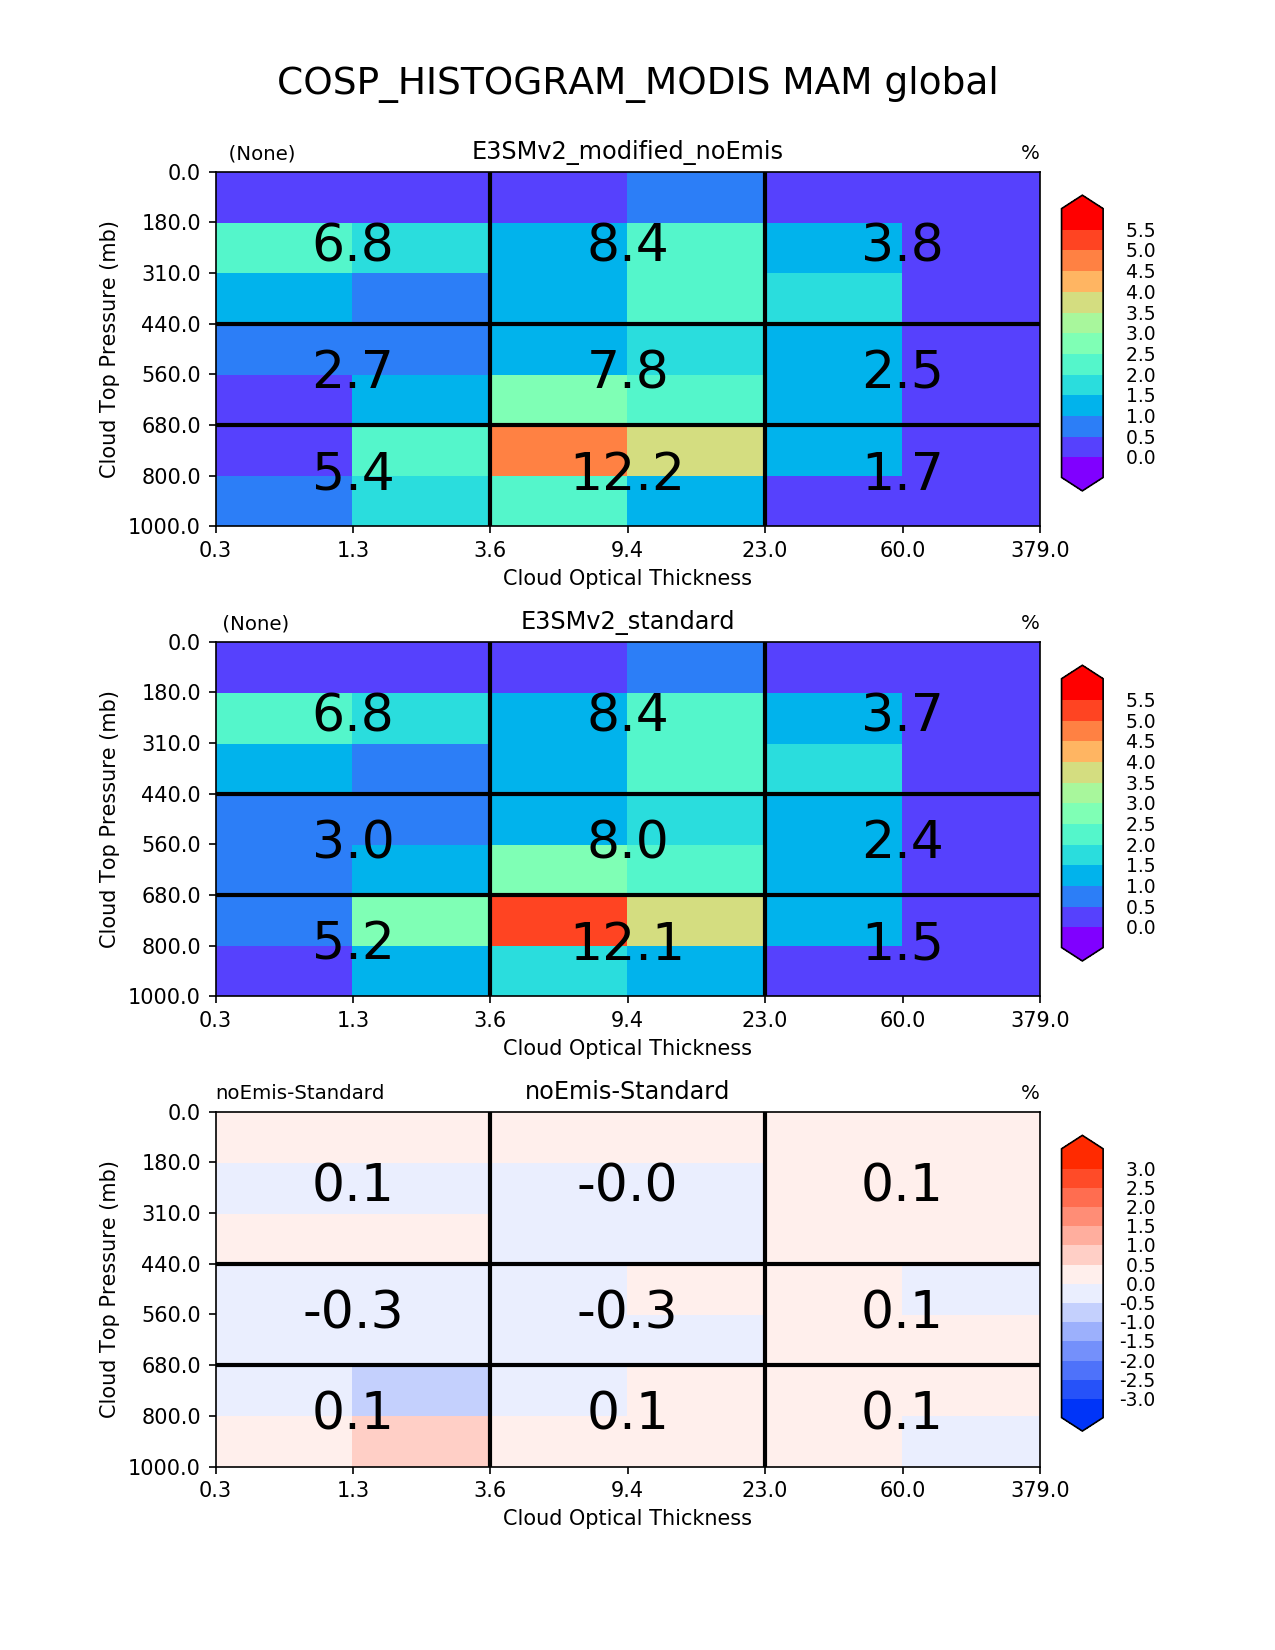 COSP_HISTOGRAM_MODIS MAM global
(None) E3SMv2_modified_noEmis %
0.0
180.0
310.0
440.0
560.0
680.0
800.0
1000.0
Cloud Top Pressure (mb)
6.8 8.4 3.8
2.7 7.8 2.5
5.4 12.2 1.7
0.3 1.3 3.6 9.4 23.0 60.0 379.0
Cloud Optical Thickness
5.5
5.0
4.5
4.0
3.5
3.0
2.5
2.0
1.5
1.0
0.5
0.0
(None) E3SMv2_standard %
0.0
180.0
310.0
440.0
560.0
680.0
800.0
1000.0
Cloud Top Pressure (mb)
6.8 8.4 3.7
3.0 8.0 2.4
5.2 12.1 1.5
0.3 1.3 3.6 9.4 23.0 60.0 379.0
Cloud Optical Thickness
5.5
5.0
4.5
4.0
3.5
3.0
2.5
2.0
1.5
1.0
0.5
0.0
noEmis-Standard noEmis-Standard %
0.0
180.0
310.0
440.0
560.0
680.0
800.0
1000.0
Cloud Top Pressure (mb)
0.1 -0.0 0.1
-0.3 -0.3 0.1
0.1 0.1 0.1
0.3 1.3 3.6 9.4 23.0 60.0 379.0
Cloud Optical Thickness
3.0
2.5
2.0
1.5
1.0
0.5
0.0
-0.5
-1.0
-1.5
-2.0
-2.5
-3.0